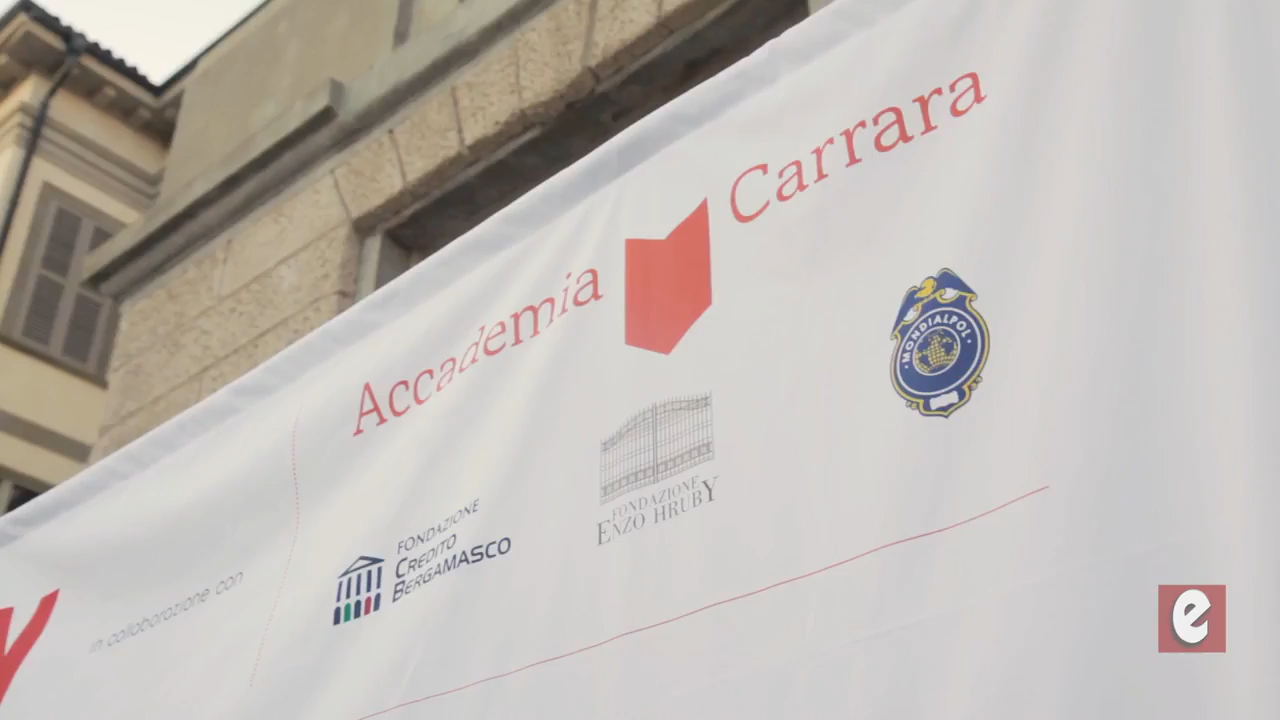 Accademia Carrara
MONDIALPOL
FONDAZIONE
ENZO HRUBY
FONDAZIONE
CREDITO
BERGAMASCO
in collaborazione con
e